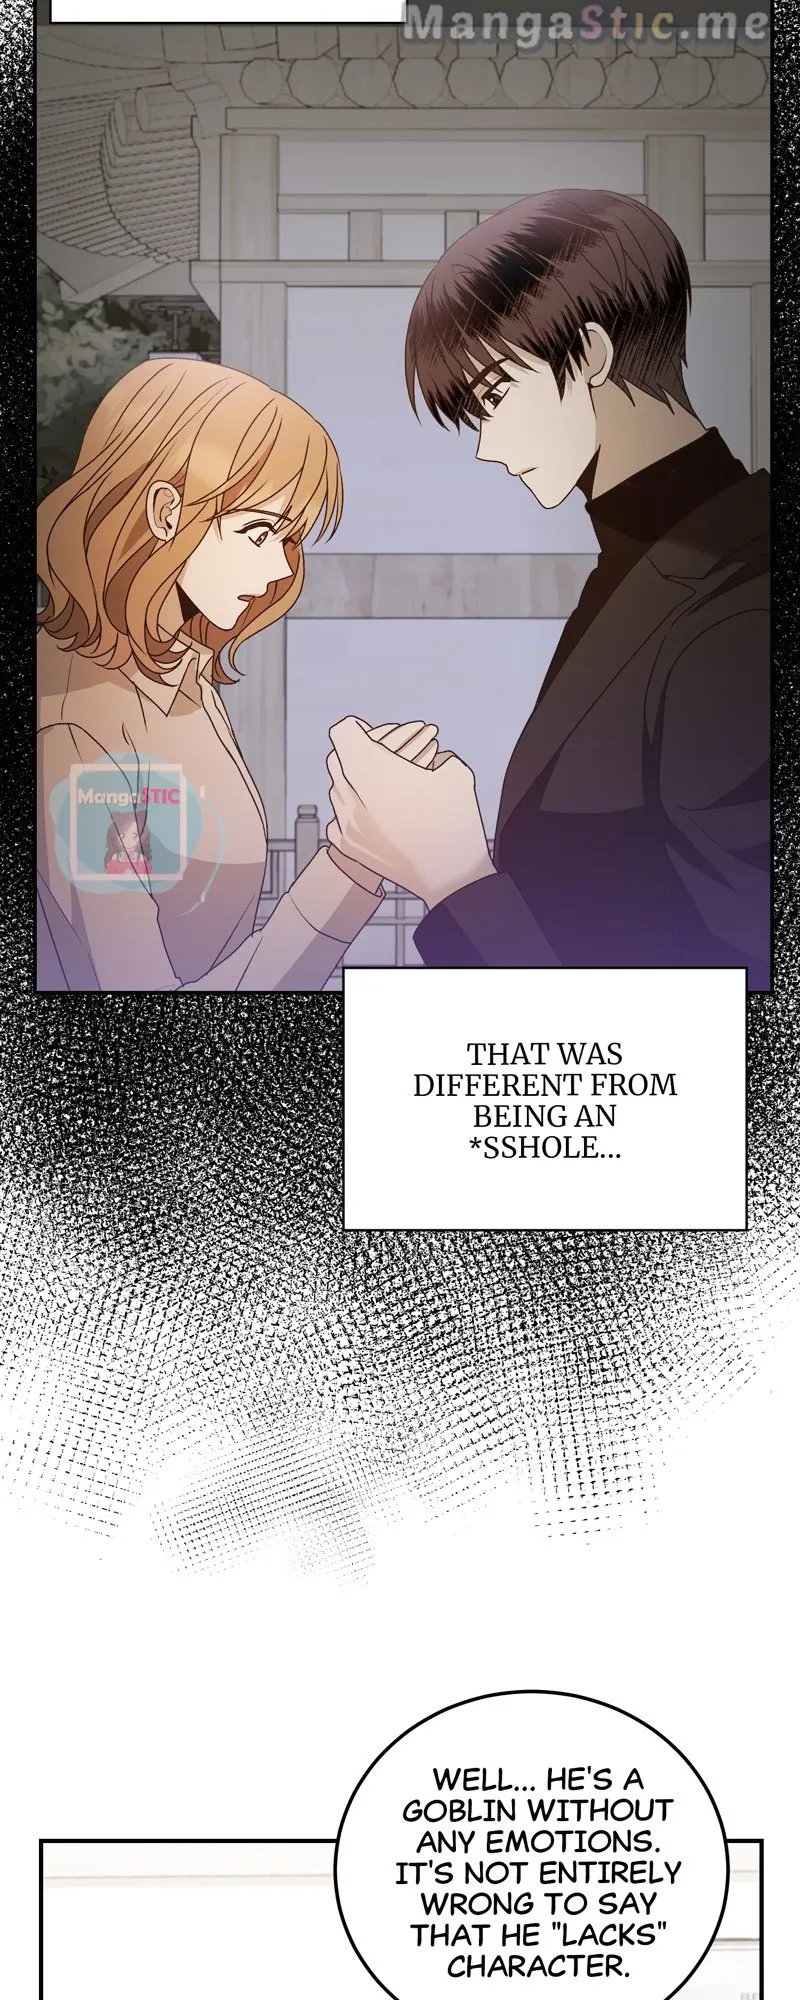 MangaStic.me
MangaSTIC
THAT WAS
DIFFERENT FROM
BEING AN
*SSHOLE...
WELL... HE'S A
GOBLIN WITHOUT
ANY EMOTIONS.
IT'S NOT ENTIRELY
WRONG TO SAY
THAT HE "LACKS"
CHARACTER.